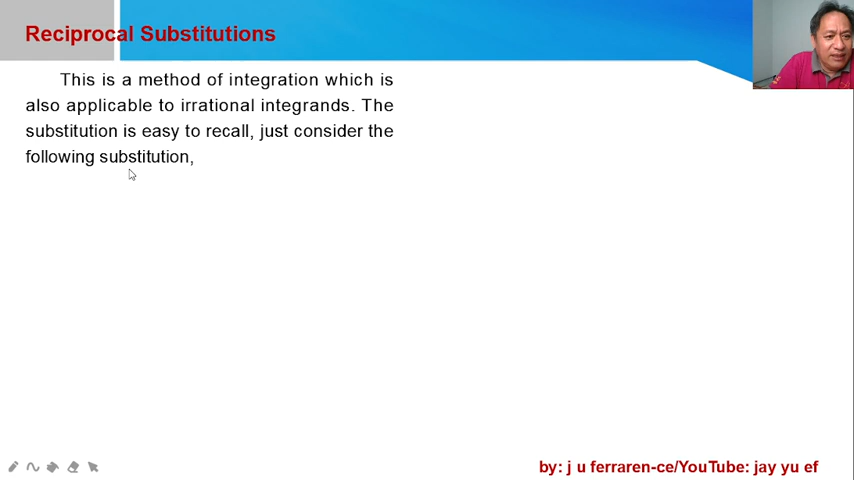 Reciprocal Substitutions
This is a method of integration which is
also applicable to irrational integrands. The
substitution is easy to recall, just consider the
following substitution,
by: j u ferraren-ce/YouTube: jay yu ef